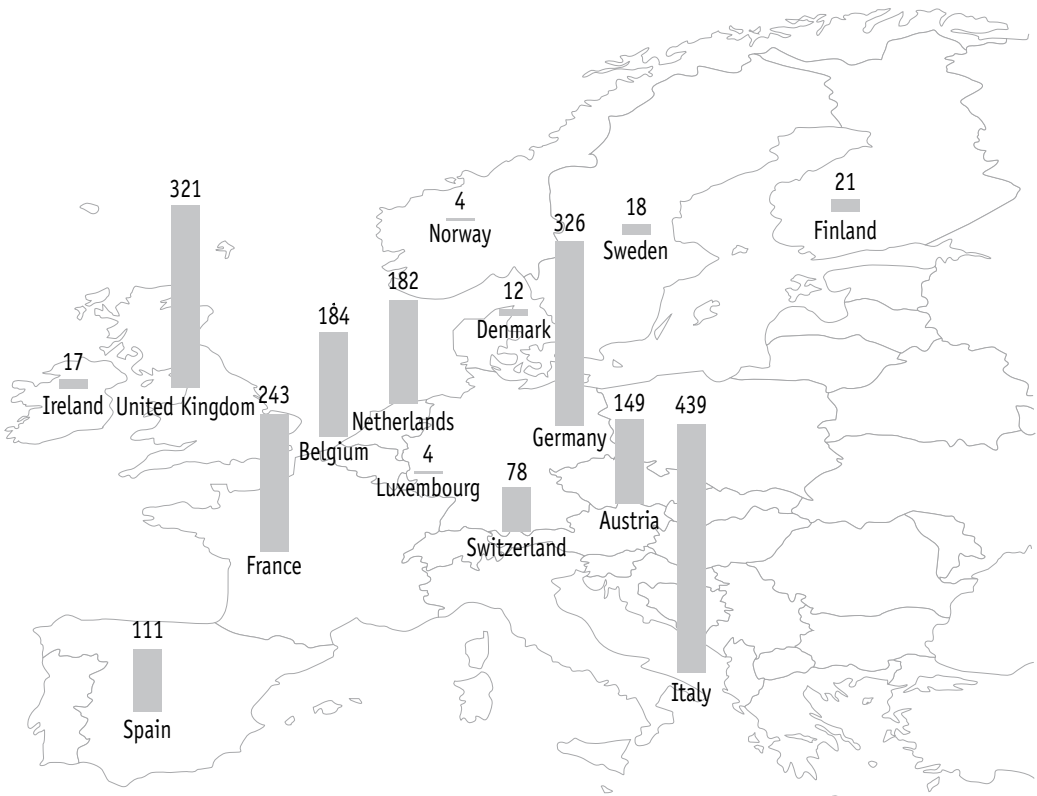 321
United Kingdom
17
Ireland
243
France
184
Belgium
182
Netherlands
4
Luxembourg
4
Norway
12
Denmark
326
Germany
18
Sweden
21
Finland
78
Switzerland
149
Austria
439
Italy
111
Spain